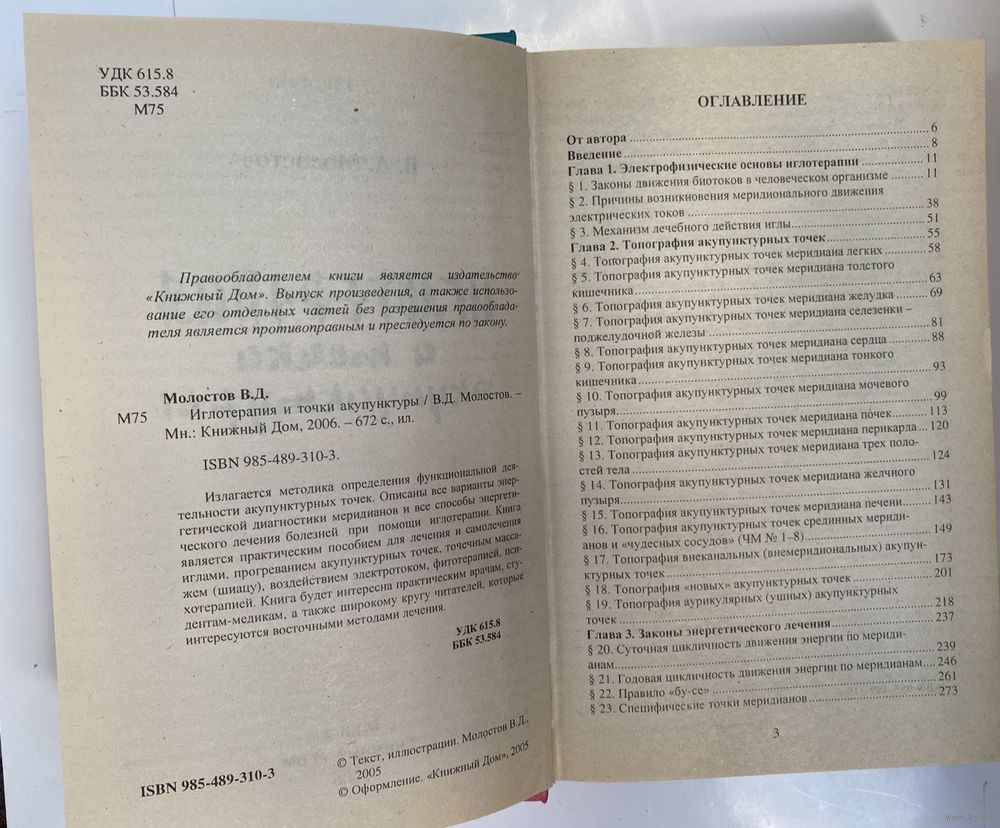 УДК 615.8
ББК 53.584
М75
Правообладателем книги является издательство
«Книжный Дом». Выпуск произведения, а также использо-
вание его отдельных частей без разрешения правооблада-
теля является противоправным и преследуется по закону.
Молостов В.Д.
М75 Иглотерапия и точки акупунктуры / В.Д. Молостов. –
Мн.: Книжный Дом, 2006. – 672 с., ил.
ISBN 985-489-310-3.
Излагается методика определения функциональной дея-
тельности акупунктурных точек. Описаны все варианты энер-
гетической диагностики меридианов и все способы энергети-
ческого лечения болезней при помощи иглотерапии. Книга
является практическим пособием для лечения и самолечения
иглами, прогреванием акупунктурных точек, точечным масса-
жем (шиацу), воздействием электротоком, фитотерапией, пси-
хотерапией. Книга будет интересна практическим врачам, сту-
дентам-медикам, а также широкому кругу читателей, которые
интересуются восточными методами лечения.
УДК 615.8
ББК 53.584
© Текст, иллюстрации. Молостов В.Д.,
2005
© Оформление. «Книжный Дом», 2005
ISBN 985-489-310-3
ОГЛАВЛЕНИЕ
От автора 6
Введение 8
Глава 1. Электрофизические основы иглотерапии 11
§ 1. Законы движения биотоков в человеческом организме 11
§ 2. Причины возникновения меридионального движения
электрических токов 38
§ 3. Механизм лечебного действия иглы 51
Глава 2. Топография акупунктурных точек 55
§ 4. Топография акупунктурных точек меридиана легких 58
§ 5. Топография акупунктурных точек меридиана толстого
кишечника 63
§ 6. Топография акупунктурных точек меридиана желудка 69
§ 7. Топография акупунктурных точек меридиана селезенки –
поджелудочной железы 81
§ 8. Топография акупунктурных точек меридиана сердца 88
§ 9. Топография акупунктурных точек меридиана тонкого
кишечника 93
§ 10. Топография акупунктурных точек меридиана мочевого
пузыря 99
§ 11. Топография акупунктурных точек меридиана почек 113
§ 12. Топография акупунктурных точек меридиана перикарда 120
§ 13. Топография акупунктурных точек меридиана трех поло-
стей тела 124
§ 14. Топография акупунктурных точек меридиана желчного
пузыря 131
§ 15. Топография акупунктурных точек меридиана печени 143
§ 16. Топография акупунктурных точек срединных мериди-
анов и «чудесных сосудов» (ЧМ № 1–8) 149
§ 17. Топография внеканальных (внемеридиональных) акупун-
ктурных точек 173
§ 18. Топография «новых» акупунктурных точек 201
§ 19. Топография аурикулярных (ушных) акупунктурных
точек 218
Глава 3. Законы энергетического лечения 237
§ 20. Суточная цикличность движения энергии по мериди-
анам 239
§ 21. Годовая цикличность движения энергии по меридианам 246
§ 22. Правило «бу-се» 261
§ 23. Специфические точки меридианов 273
3